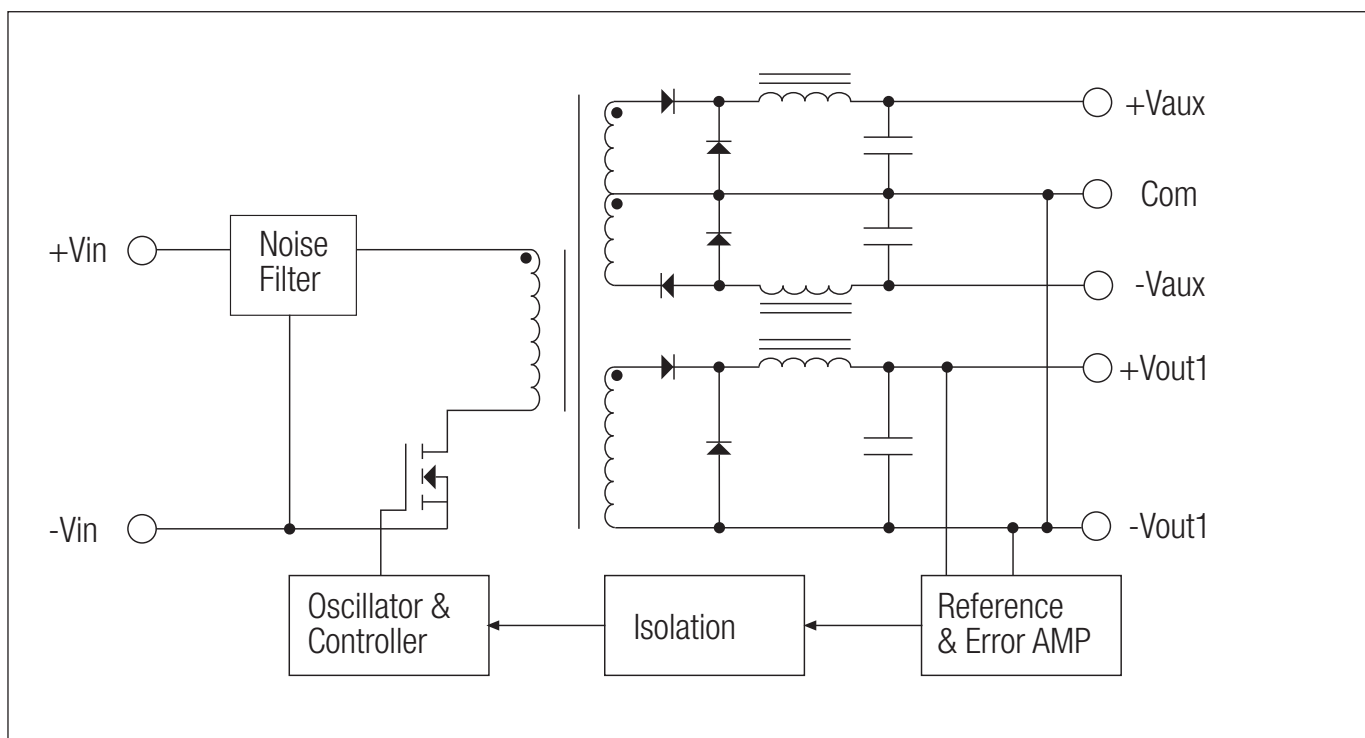 +Vaux
Com
-Vaux
+Vin
Noise
Filter
+Vout1
-Vin
-Vout1
Oscillator &
Controller
Isolation
Reference
& Error AMP